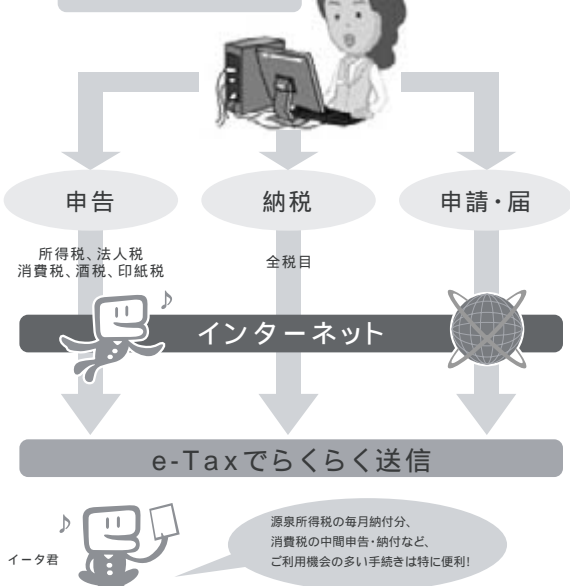 申告
納税
申請・届
所得税、法人税
消費税、酒税、印紙税
全税目
インターネット
e-Taxでらくらく送信
源泉所得税の毎月納付分、
消費税の中間申告・納付など、
ご利用機会の多い手続きは特に便利!
イータ君